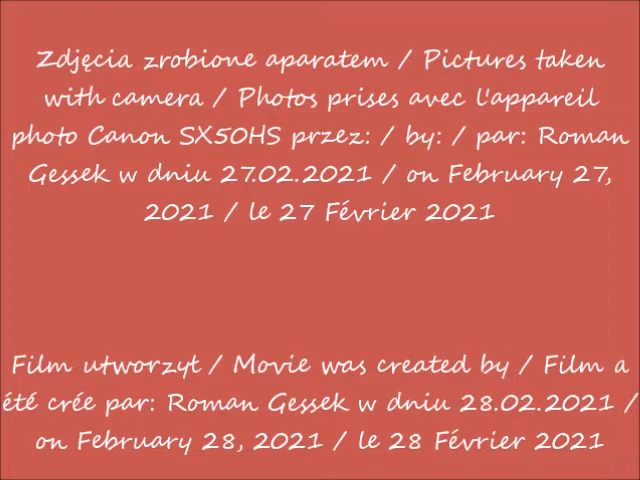 Zdjęcia zrobione aparatem / Pictures taken
with camera / Photos prises avec l'appareil
photo Canon SX50HS przez: / by: / par: Roman
Gessek w dniu 27.02.2021 / on February 27,
2021 / le 27 Février 2021
Film utworzył / Movie was created by / Film a
été crée par: Roman Gessek w dniu 28.02.2021 /
on February 28, 2021 / le 28 Février 2021